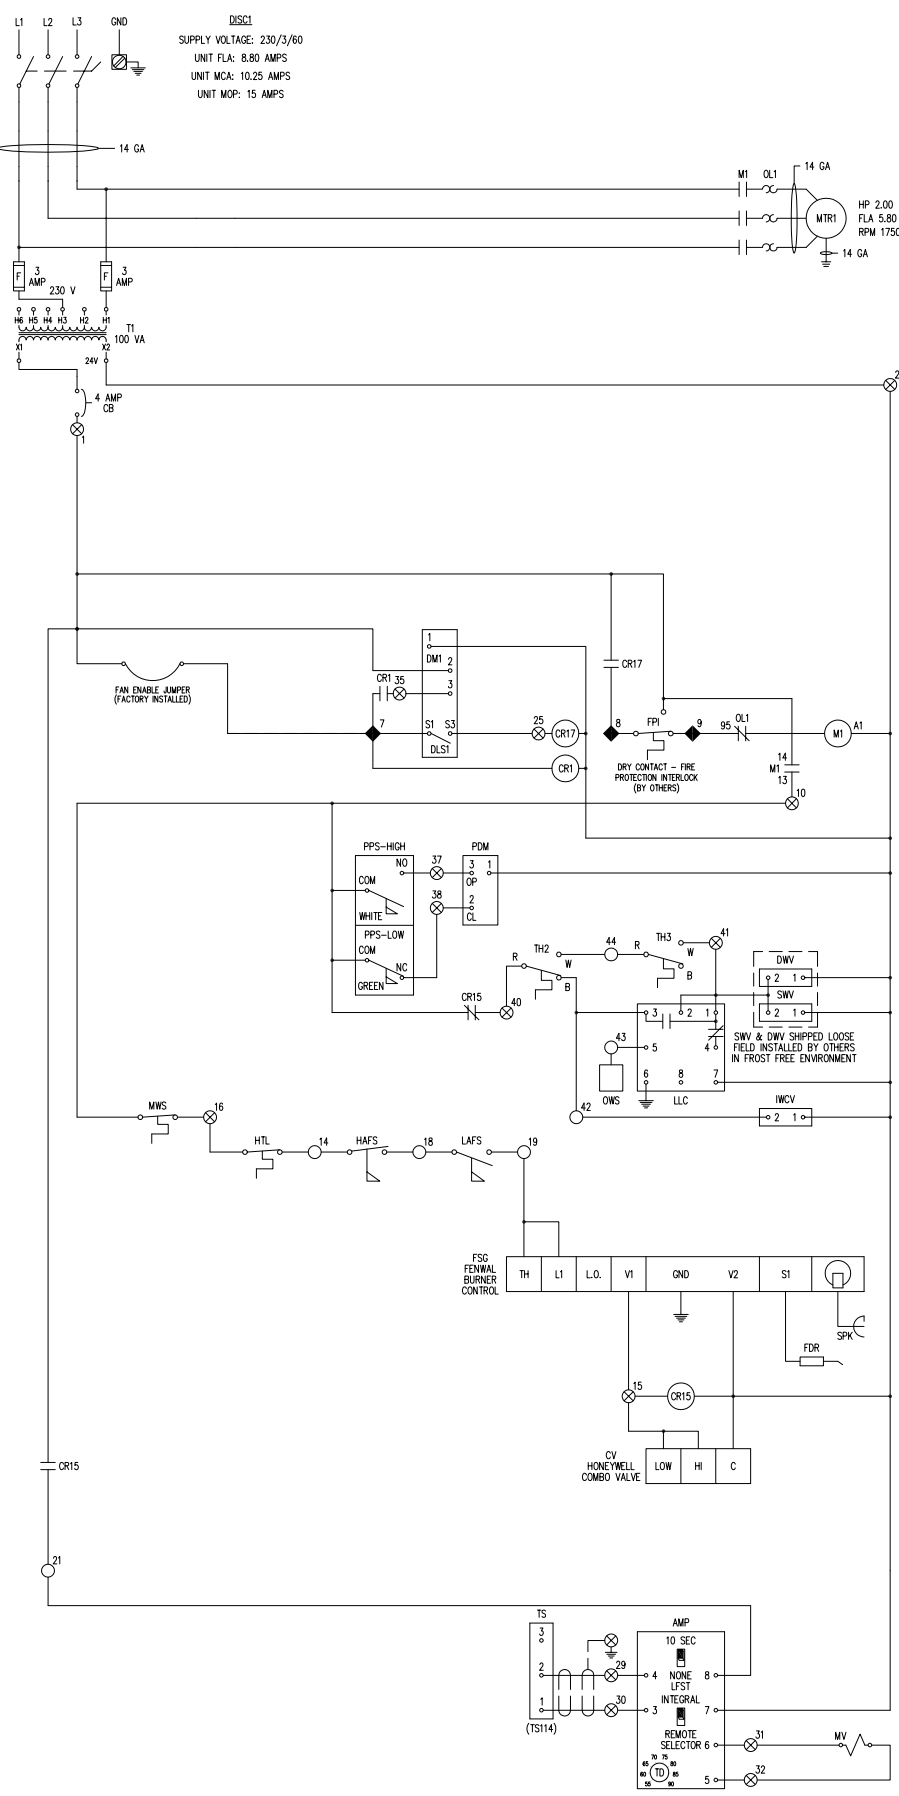 L1 L2 L3 GND
DISC1
SUPPLY VOLTAGE: 230/3/60
UNIT FLA: 8.80 AMPS
UNIT MCA: 10.25 AMPS
UNIT MOP: 15 AMPS
14 GA
M1 OL1 14 GA
MTR1
HP 2.00
FLA 5.80
RPM 1750
14 GA
F 3 AMP
F 3 AMP
230 V
H6 H5 H4 H3 H2 H1
T1
100 VA
X1 X2
24V
2
4 AMP
CB
1
1
DM1 2
3
CR1 35
CR17
FAN ENABLE JUMPER
(FACTORY INSTALLED)
7 S1 S3 25 CR17
DLS1
8 FPI 9 95 OL1 M1 A1
CR1
DRY CONTACT – FIRE
PROTECTION INTERLOCK
(BY OTHERS)
14
M1
13
10
PPS-HIGH PDM
NO 37 3 1
COM OP
WHITE 38 2
CL
PPS-LOW
COM NC
GREEN
R TH2 W 44 R TH3 W 41
B B
DWV
2 1
SWV
2 1
CR15 40
3 2 1
43 5 4
6 8 7
OWS LLC
SWV & DWV SHIPPED LOOSE
FIELD INSTALLED BY OTHERS
IN FROST FREE ENVIRONMENT
42 IWCV
2 1
MWS 16
HTL 14 HAFS 18 LAFS 19
FSG
FENWAL
BURNER
CONTROL
TH L1 L.O. V1 GND V2 S1
SPK
FDR
15 CR15
CV
HONEYWELL
COMBO VALVE
LOW HI C
CR15
21
TS AMP
3 10 SEC
2 29 4 NONE 8
LFST
1 30 3 INTEGRAL 7
(TS114)
REMOTE
SELECTOR 6 31 MV
55 60 65 70 75 80 85 90
TD
5 32